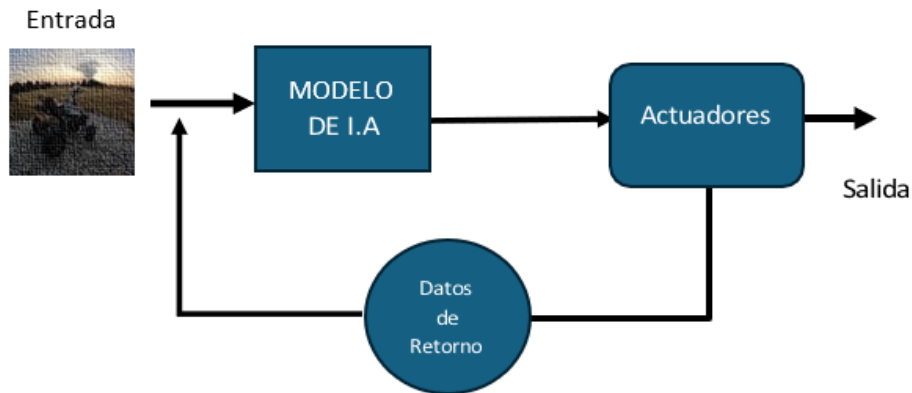 Entrada
MODELO
DE I.A
Actuadores
Salida
Datos
de
Retorno